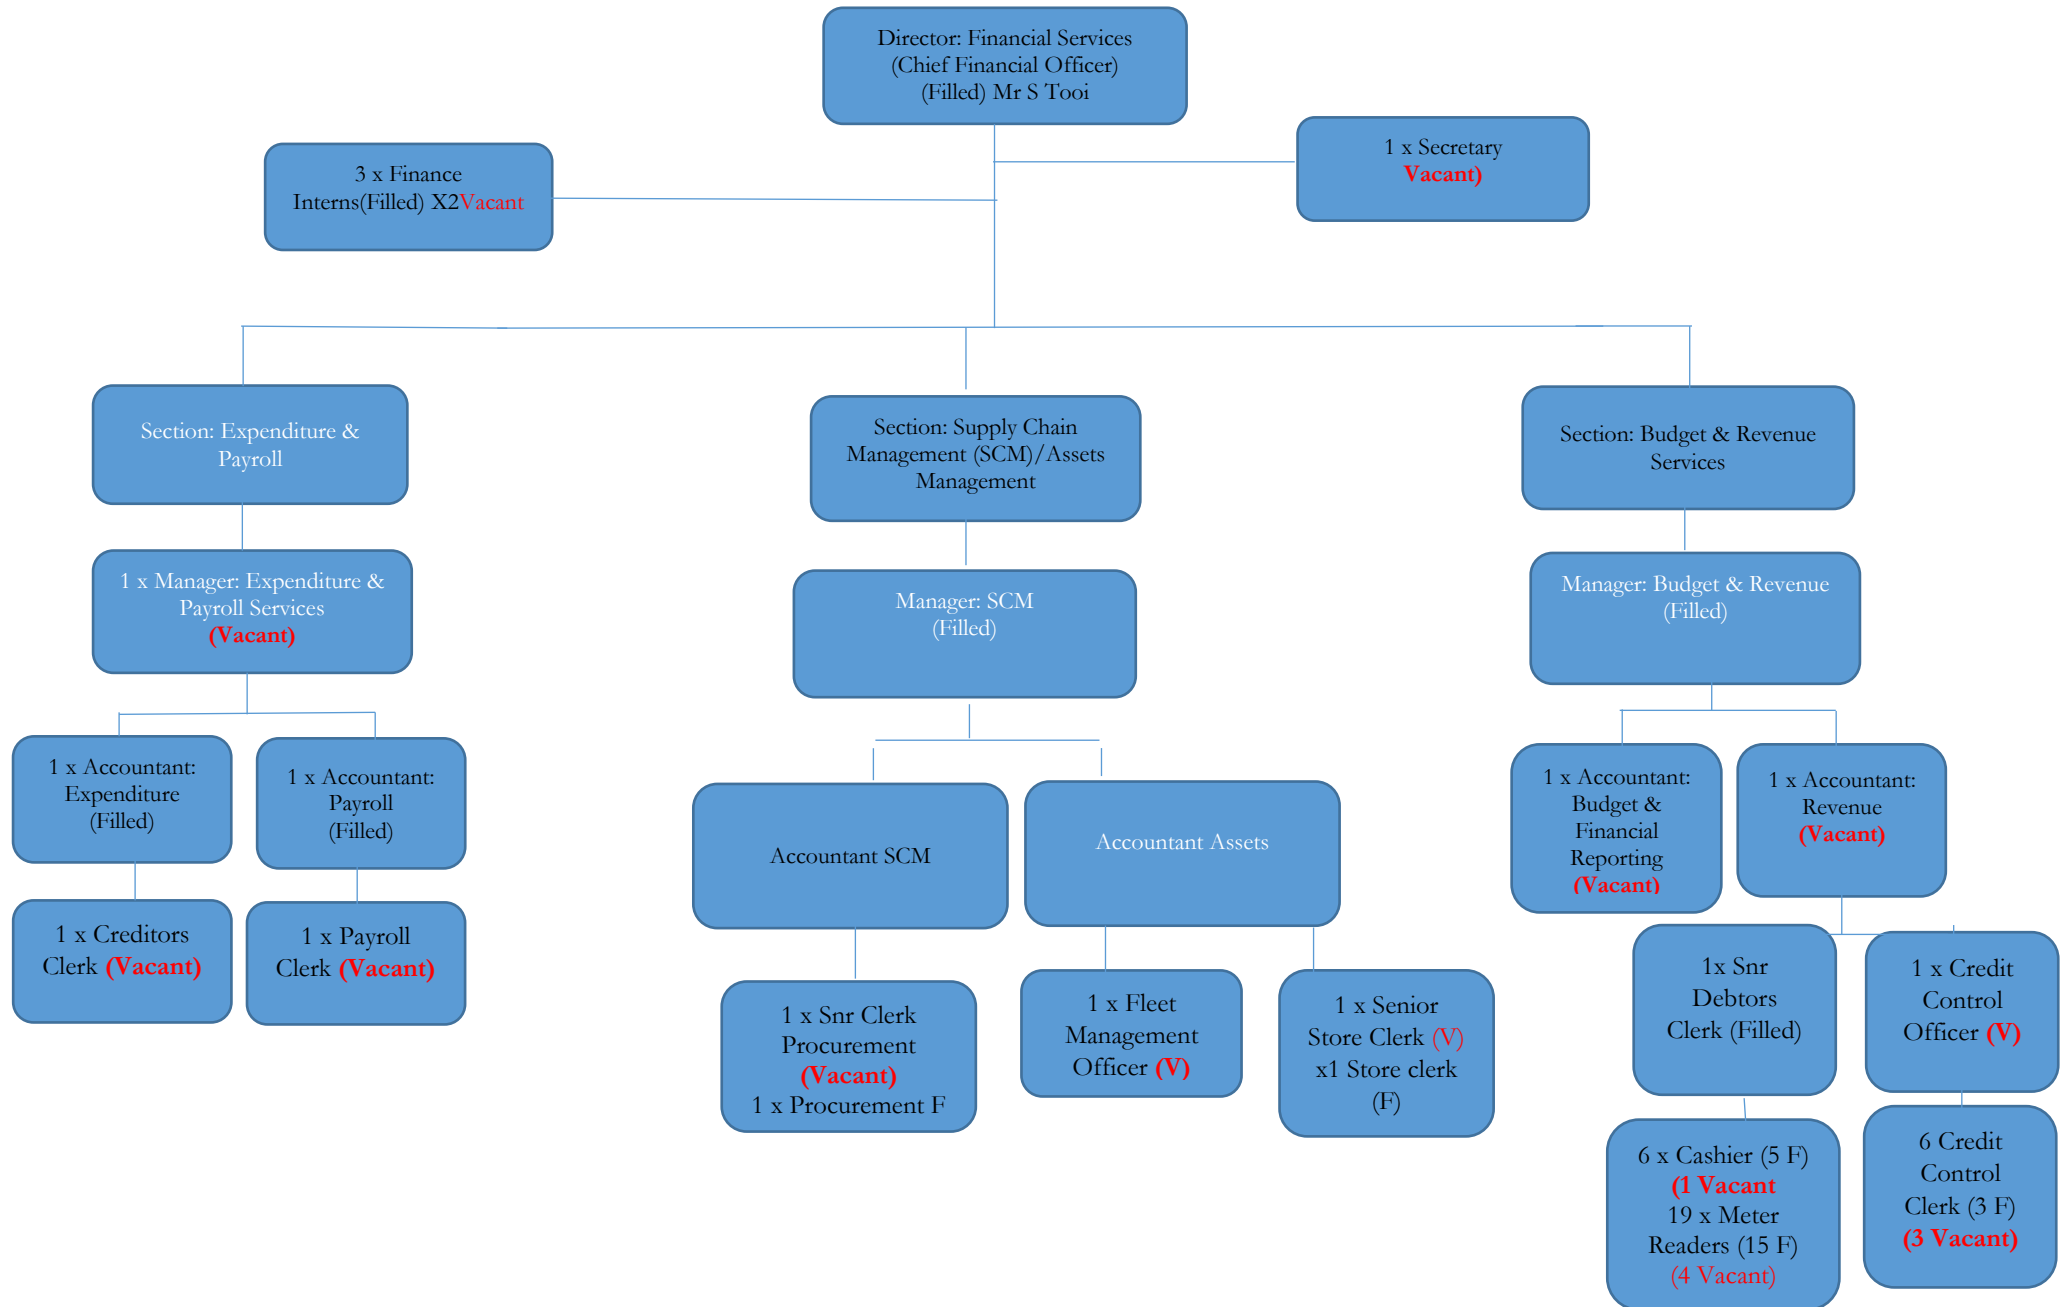 Director: Financial Services
(Chief Financial Officer)
(Filled) Mr S Tooi
3 x Finance
Interns(Filled) X2Vacant
1 x Secretary
Vacant)
Section: Expenditure &
Payroll
Section: Supply Chain
Management (SCM)/Assets
Management
Section: Budget & Revenue
Services
1 x Manager: Expenditure &
Payroll Services
(Vacant)
Manager: SCM
(Filled)
Manager: Budget & Revenue
(Filled)
1 x Accountant:
Expenditure
(Filled)
1 x Accountant:
Payroll
(Filled)
Accountant SCM
Accountant Assets
1 x Accountant:
Budget &
Financial
Reporting
(Vacant)
1 x Accountant:
Revenue
(Vacant)
1 x Creditors
Clerk (Vacant)
1 x Payroll
Clerk (Vacant)
1 x Snr Clerk
Procurement
(Vacant)
1 x Procurement F
1 x Fleet
Management
Officer (V)
1 x Senior
Store Clerk (V)
x1 Store clerk
(F)
1x Snr
Debtors
Clerk (Filled)
1 x Credit
Control
Officer (V)
6 x Cashier (5 F)
(1 Vacant
19 x Meter
Readers (15 F)
(4 Vacant)
6 Credit
Control
Clerk (3 F)
(3 Vacant)